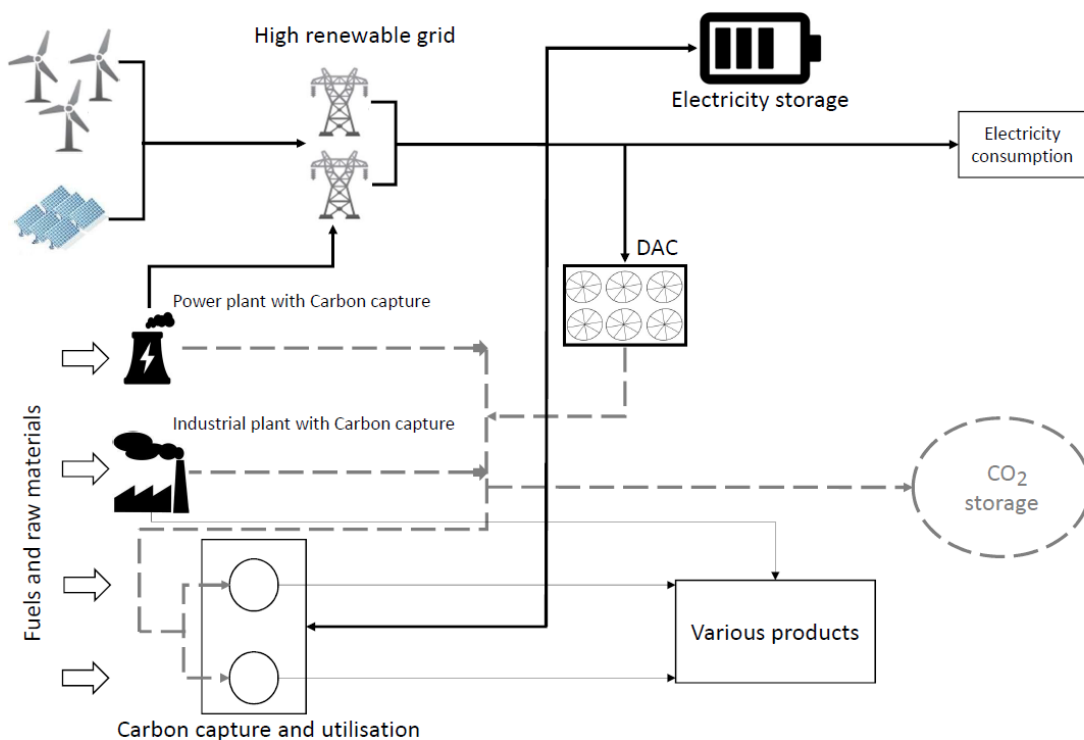 High renewable grid
Electricity storage
Electricity
consumption
DAC
Power plant with Carbon capture
Industrial plant with Carbon capture
Fuels and raw materials
CO2
storage
Various products
Carbon capture and utilisation